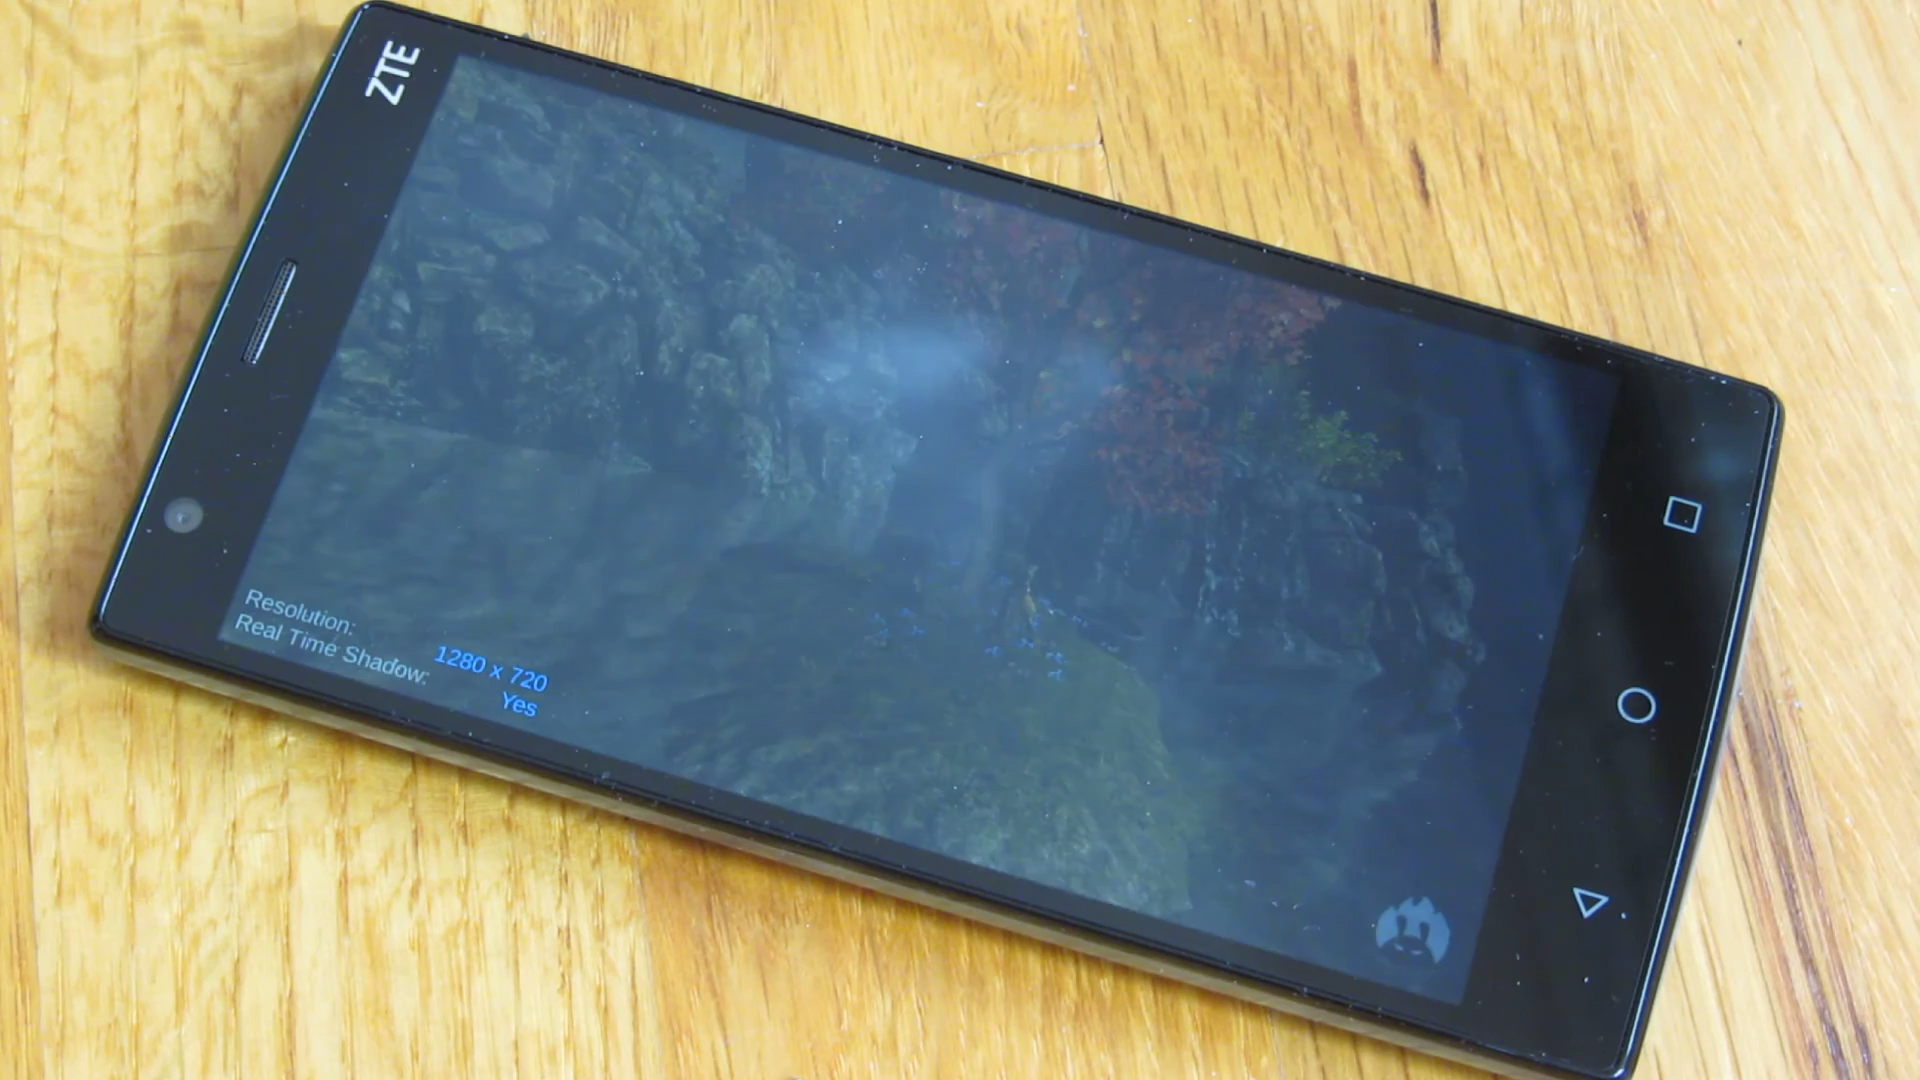 ZTE
Resolution:
1280 x 720
Real Time Shadow:
Yes